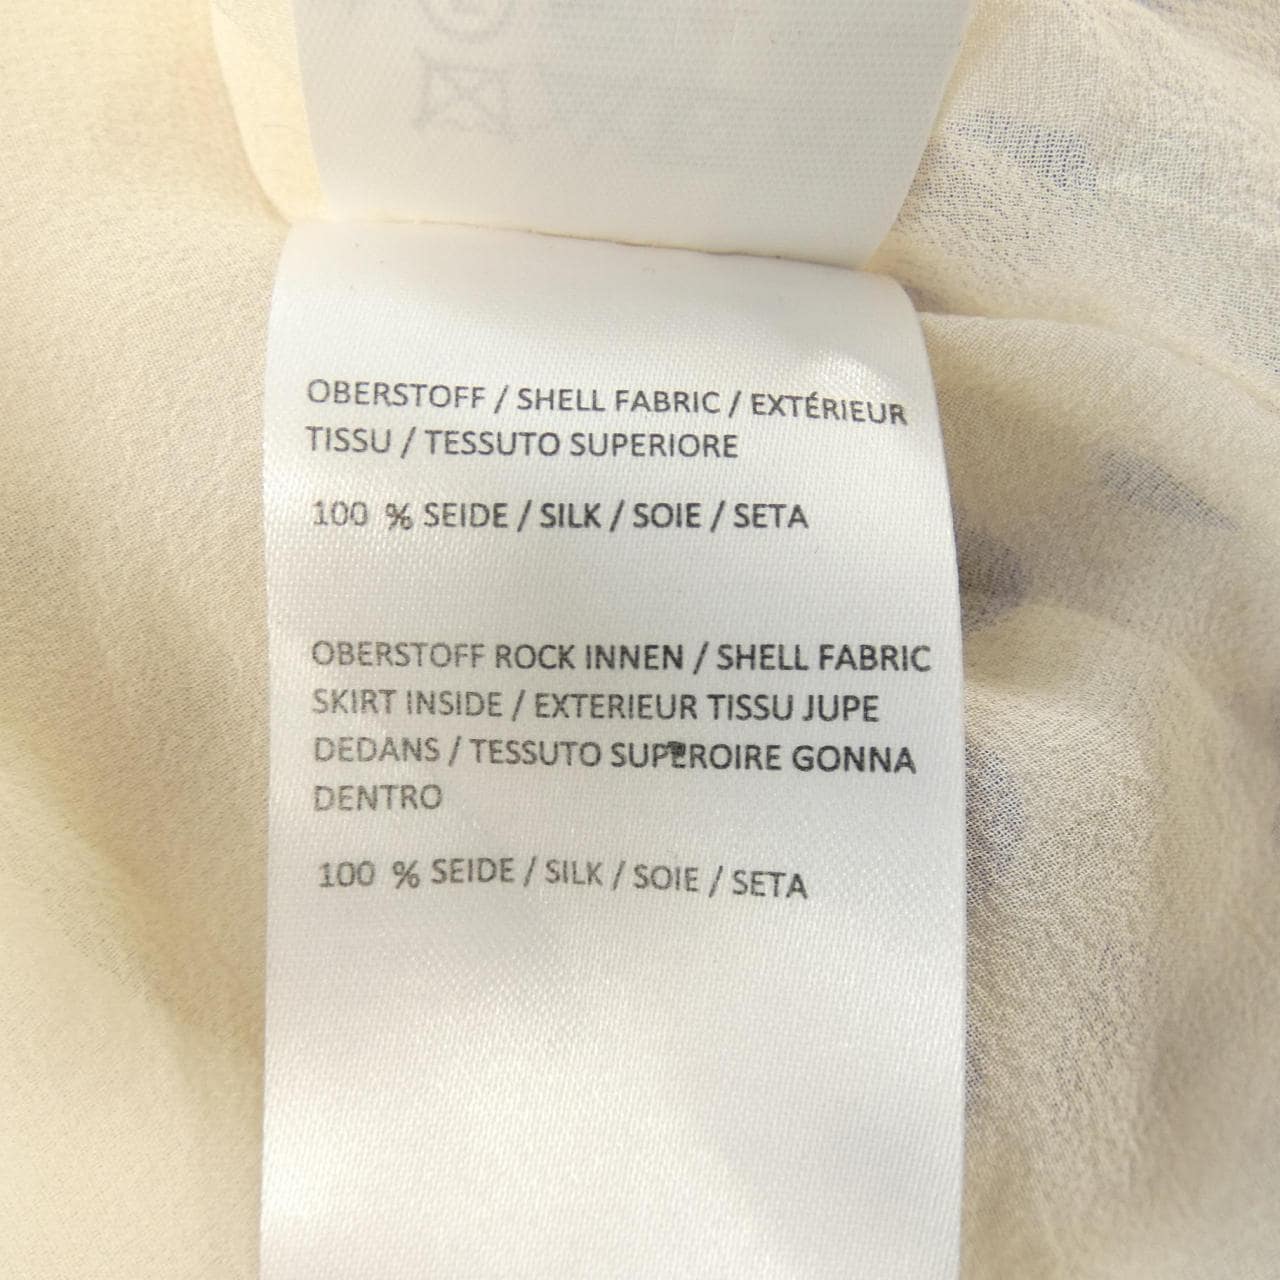 OBERSTOFF / SHELL FABRIC / EXTÉRIEUR
TISSU / TESSUTO SUPERIORE
100 % SEIDE / SILK / SOIE / SETA
OBERSTOFF ROCK INNEN / SHELL FABRIC
SKIRT INSIDE / EXTERIEUR TISSU JUPE
DEDANS / TESSUTO SUPEROIRE GONNA
DENTRO
100 % SEIDE / SILK / SOIE / SETA